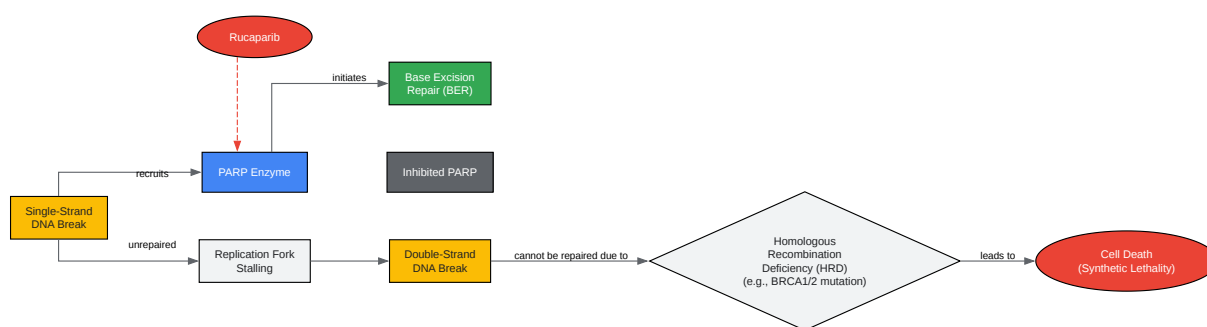 Rucaparib
initiates
Base Excision
Repair (BER)
PARP Enzyme
Inhibited PARP
recruits
Single-Strand
DNA Break
unrepaired
Replication Fork
Stalling
Double-Strand
DNA Break
cannot be repaired due to
Homologous
Recombination
Deficiency (HRD)
(e.g., BRCA1/2 mutation)
leads to
Cell Death
(Synthetic Lethality)